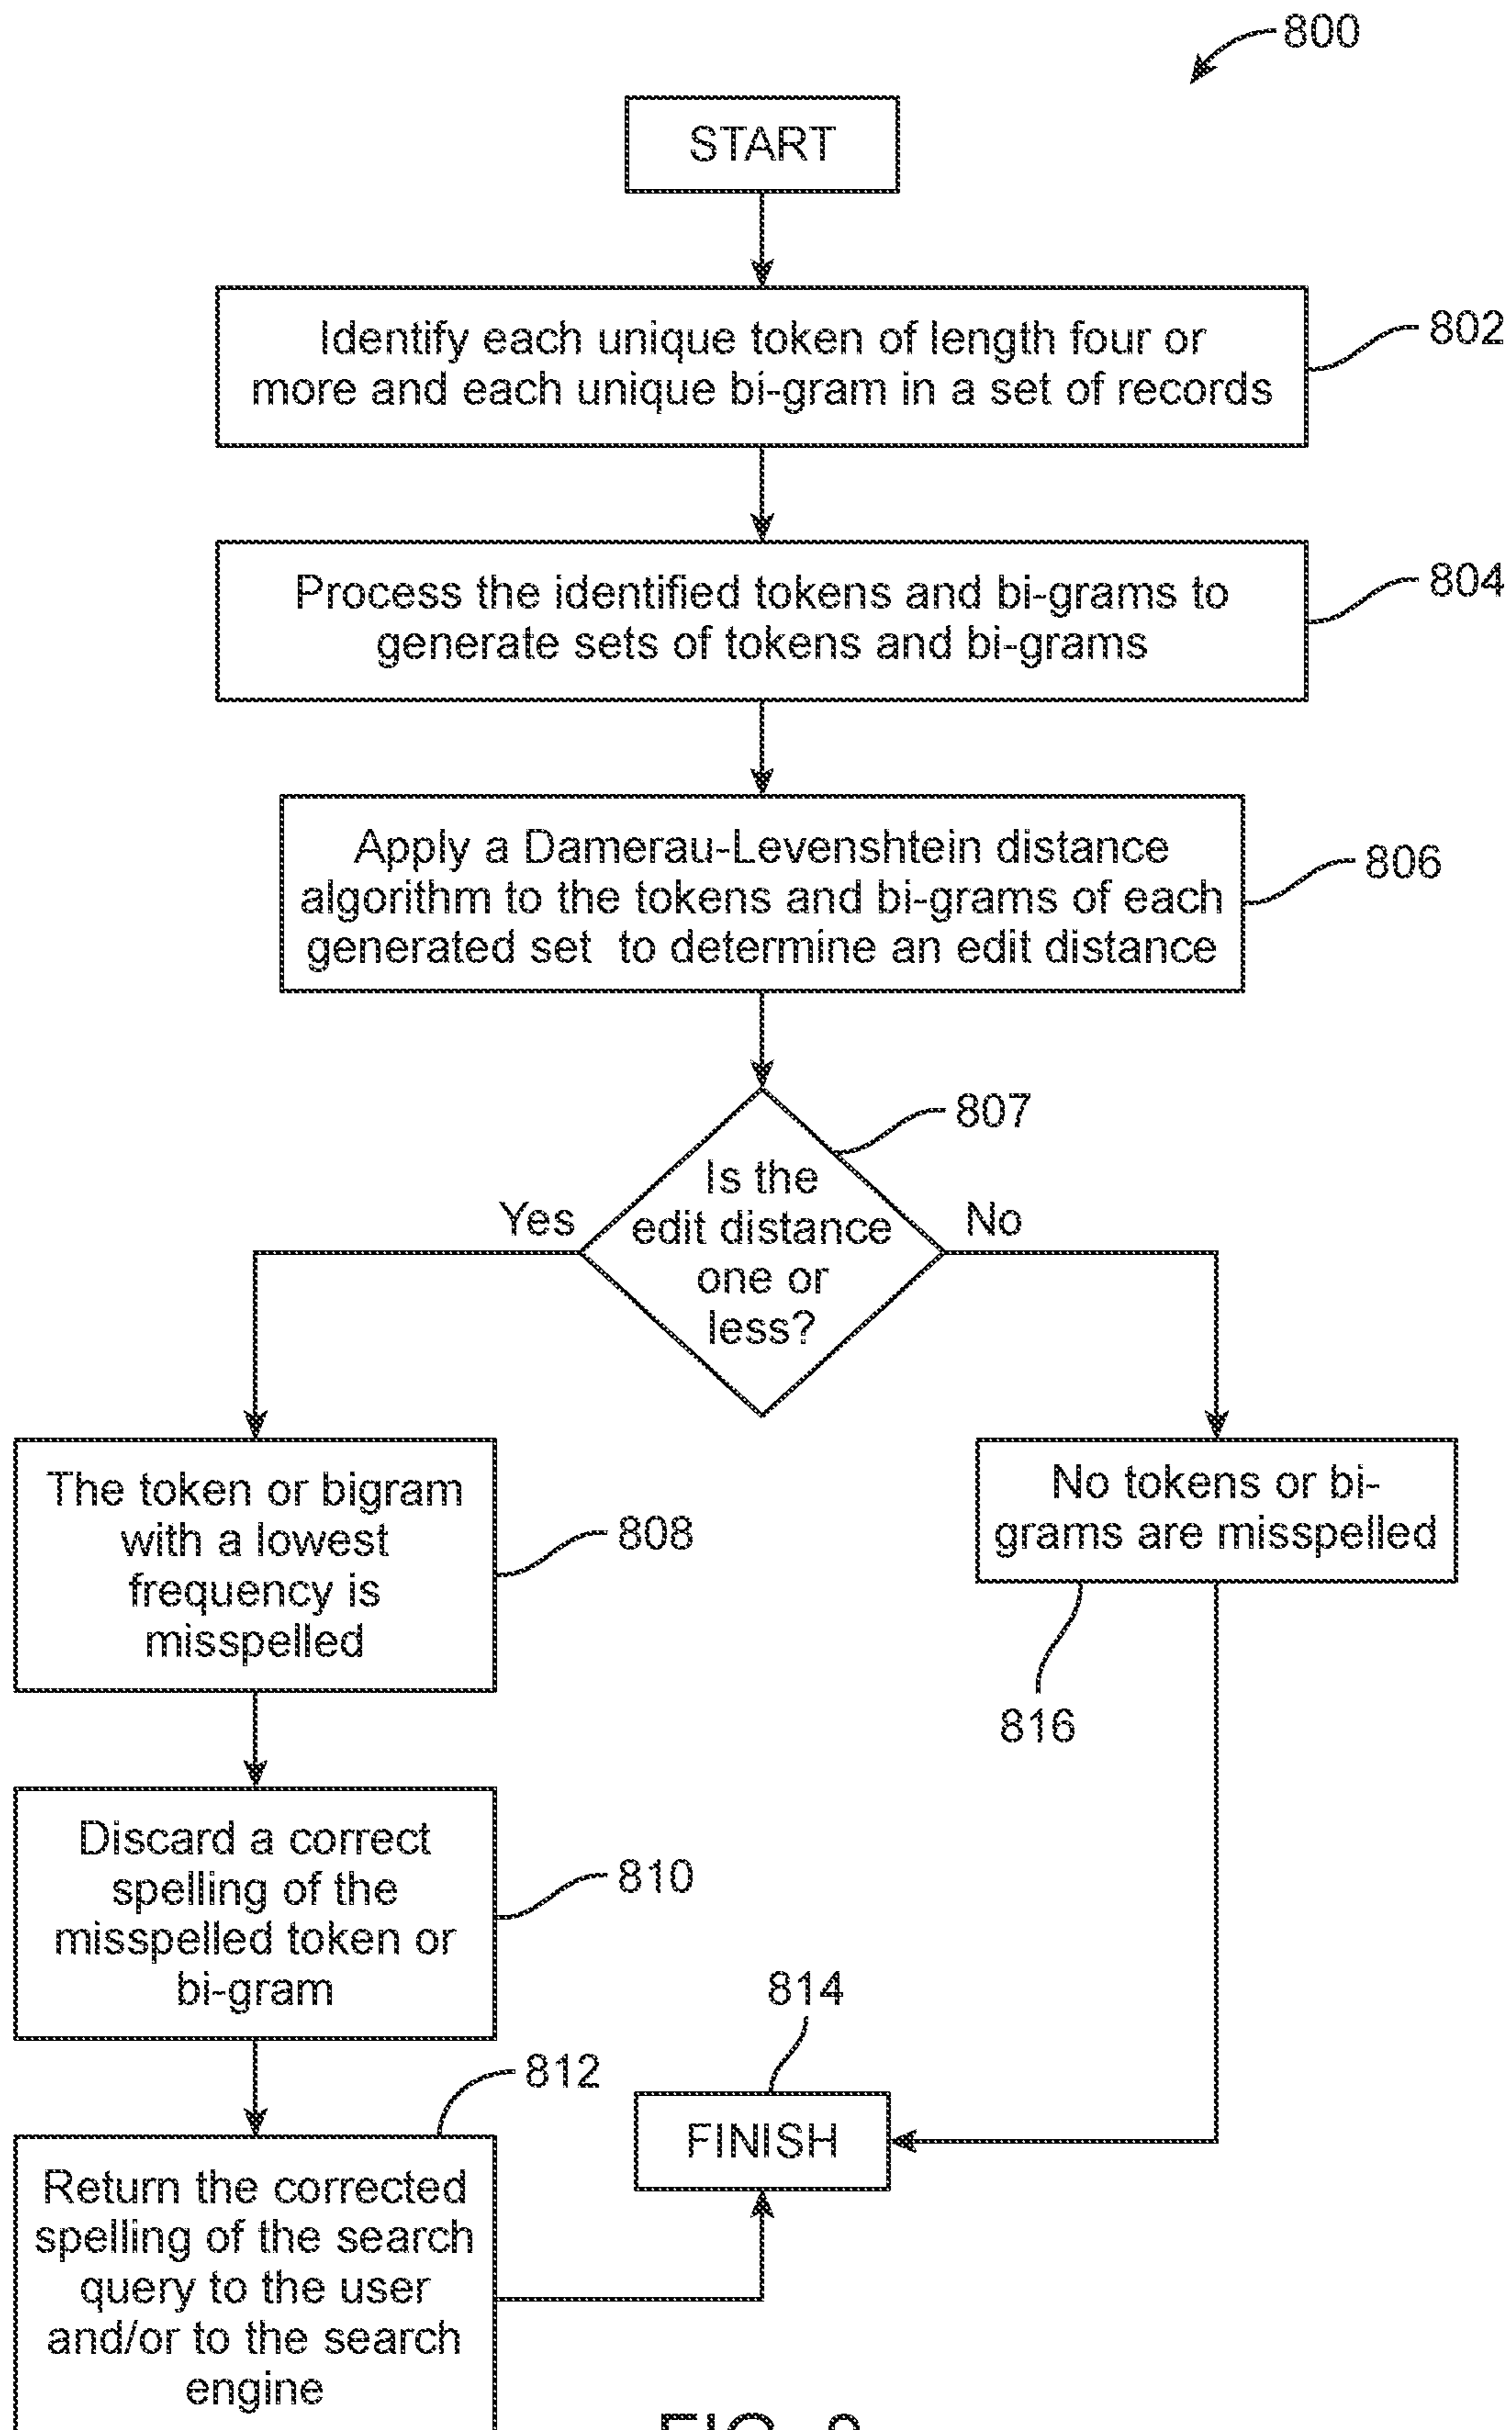 800
START
Identify each unique token of length four or
more and each unique bi-gram in a set of records
802
Process the identified tokens and bi-grams to
generate sets of tokens and bi-grams
804
Apply a Damerau-Levenshtein distance
algorithm to the tokens and bi-grams of each
generated set to determine an edit distance
806
807
Is the
edit distance
one or
less?
Yes
No
The token or bigram
with a lowest
frequency is
misspelled
808
No tokens or bi-
grams are misspelled
816
Discard a correct
spelling of the
misspelled token or
bi-gram
810
814
FINISH
812
Return the corrected
spelling of the search
query to the user
and/or to the search
engine
FIG.